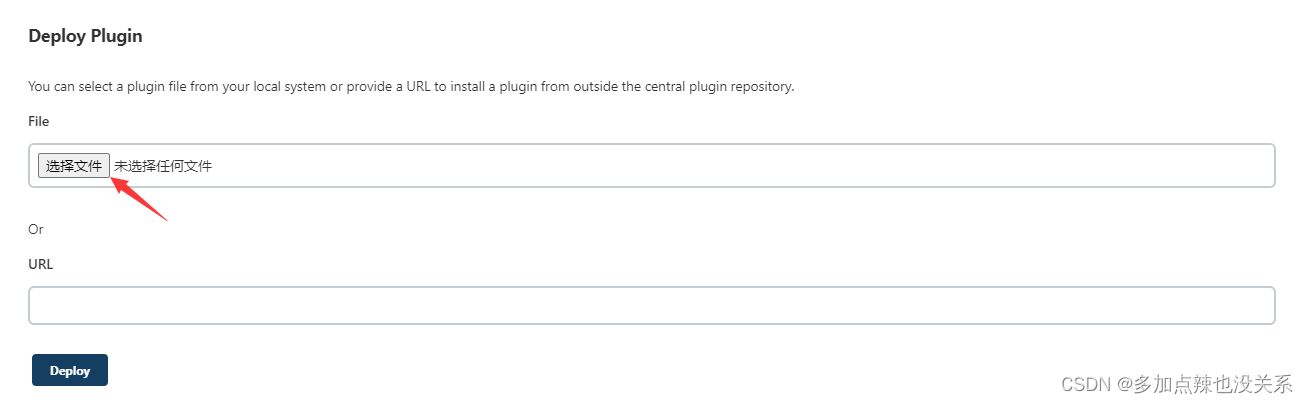 Deploy Plugin
You can select a plugin file from your local system or provide a URL to install a plugin from outside the central plugin repository.
File
选择文件 未选择任何文件
Or
URL
Deploy
CSDN @多加点辣也没关系